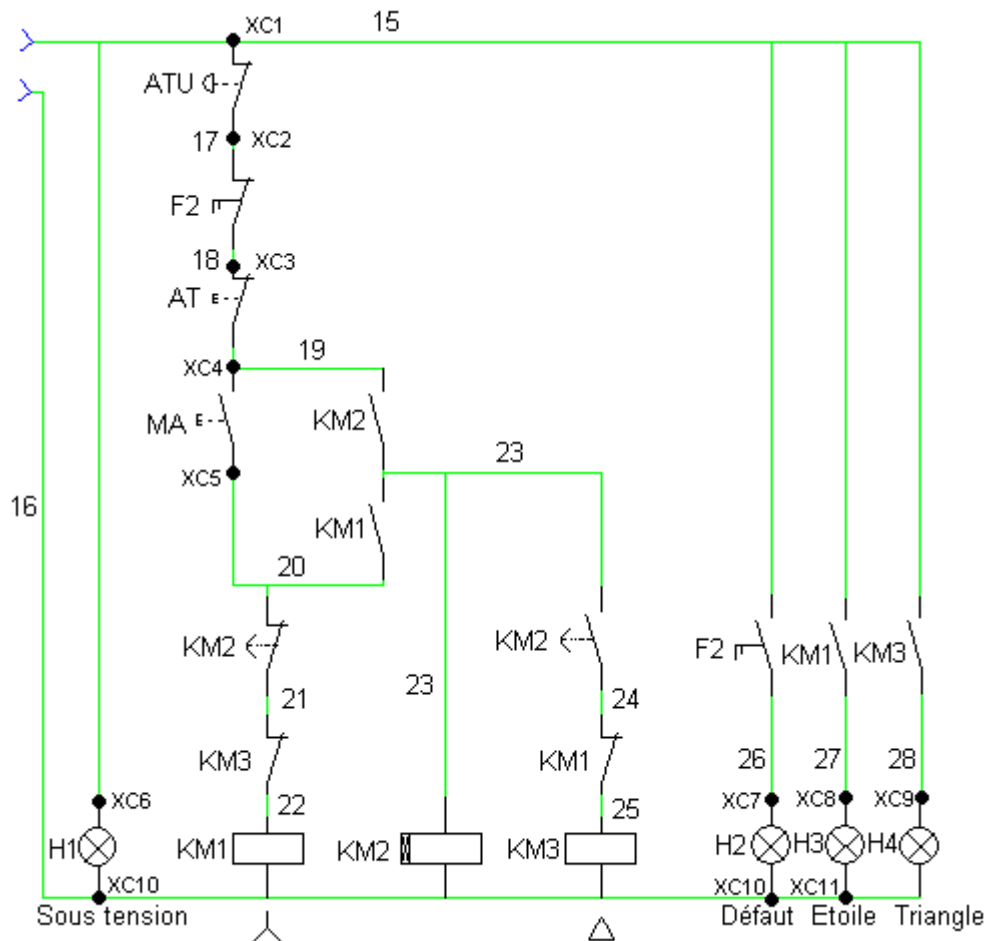 XC1
15
ATU
17
XC2
F2
18
XC3
AT E
XC4
19
MA E
KM2
XC5
23
16
KM1
20
KM2
KM2
F2
KM1
KM3
23
21
24
KM3
KM1
26
27
28
XC6
22
25
XC7
XC8
XC9
H1
KM1
KM2
KM3
H2
H3
H4
XC10
XC10
XC11
Sous tension
Défaut
Etoile
Triangle